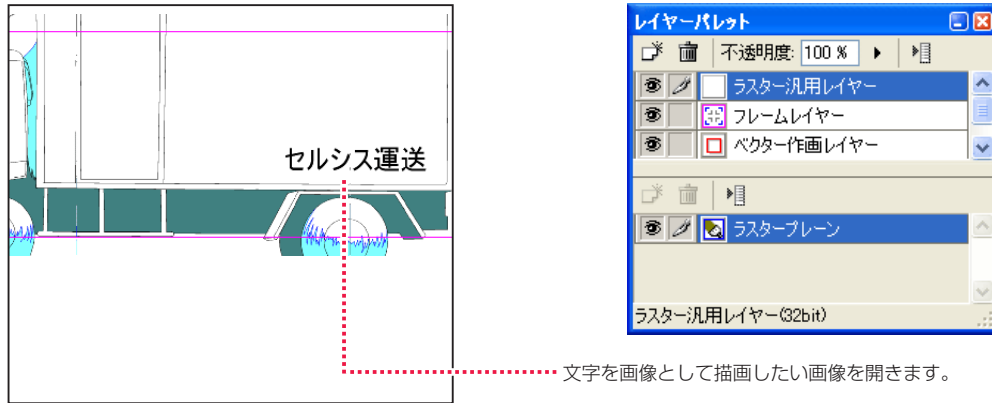 セルシス運送
レイヤーパレット
不透明度: 100 %
ラスター汎用レイヤー
フレームレイヤー
ベクター作画レイヤー
ラスタープレーン
ラスター汎用レイヤー(32bit)
文字を画像として描画したい画像を開きます。